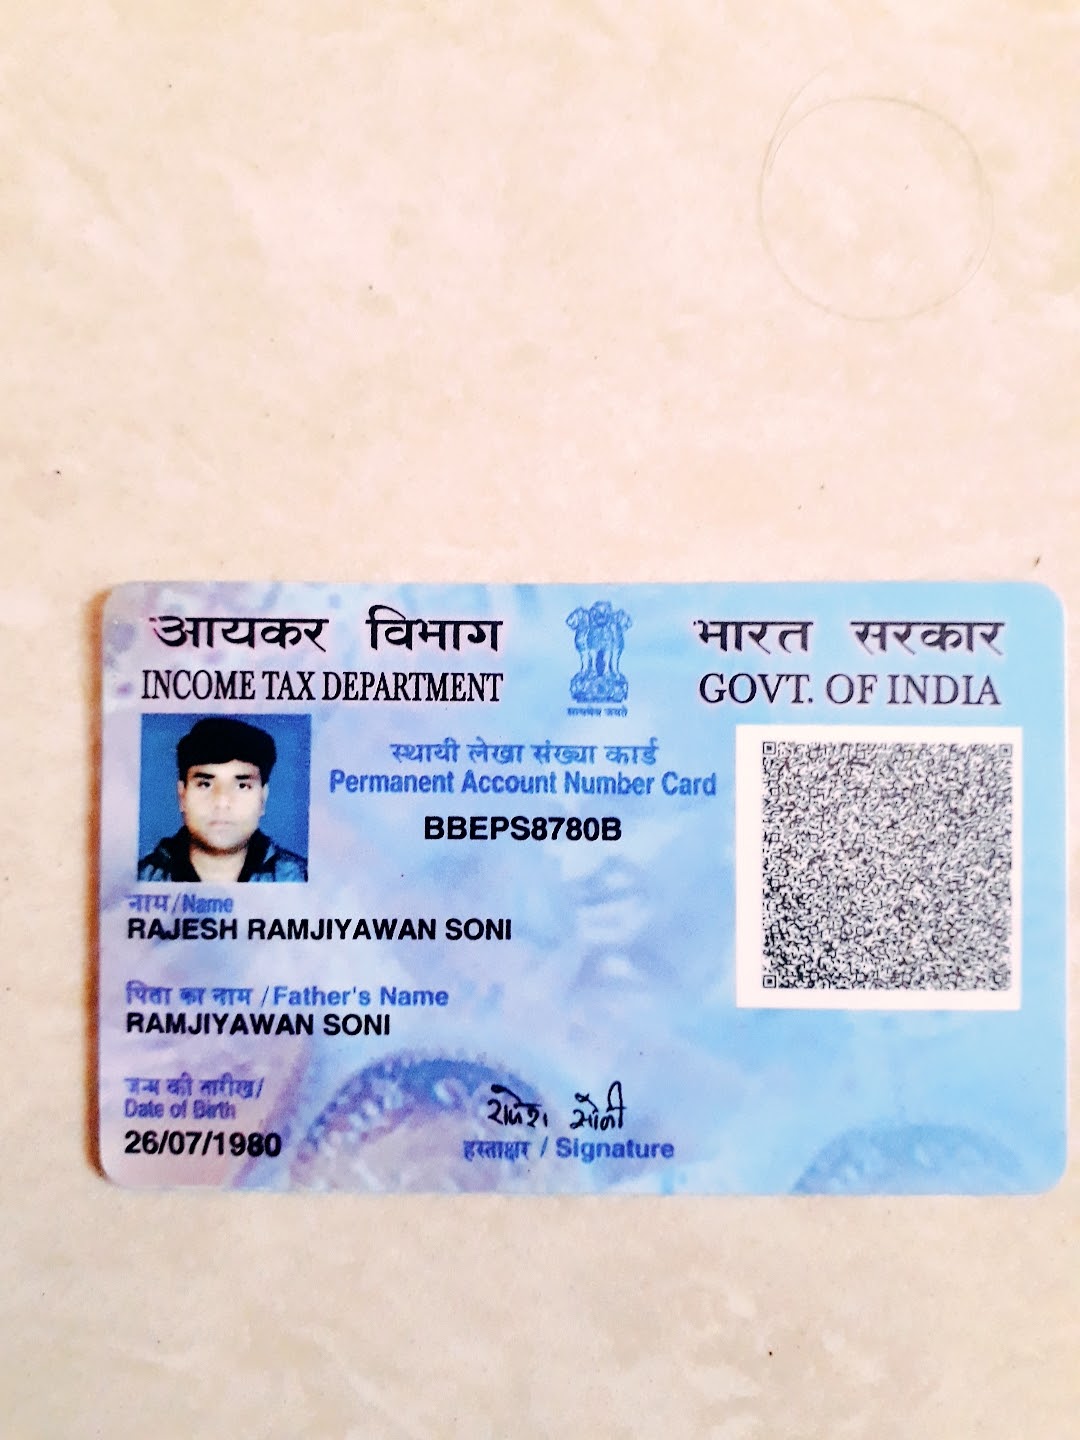 आयकर विभाग
INCOME TAX DEPARTMENT
भारत सरकार
GOVT. OF INDIA
सत्यमेव जयते
स्थायी लेखा संख्या कार्ड
Permanent Account Number Card
BBEPS8780B
नाम/Name
RAJESH RAMJIYAWAN SONI
पिता का नाम /Father's Name
RAMJIYAWAN SONI
जन्म की तारीख/
Date of Birth
26/07/1980
राजेश सोनी
हस्ताक्षर / Signature